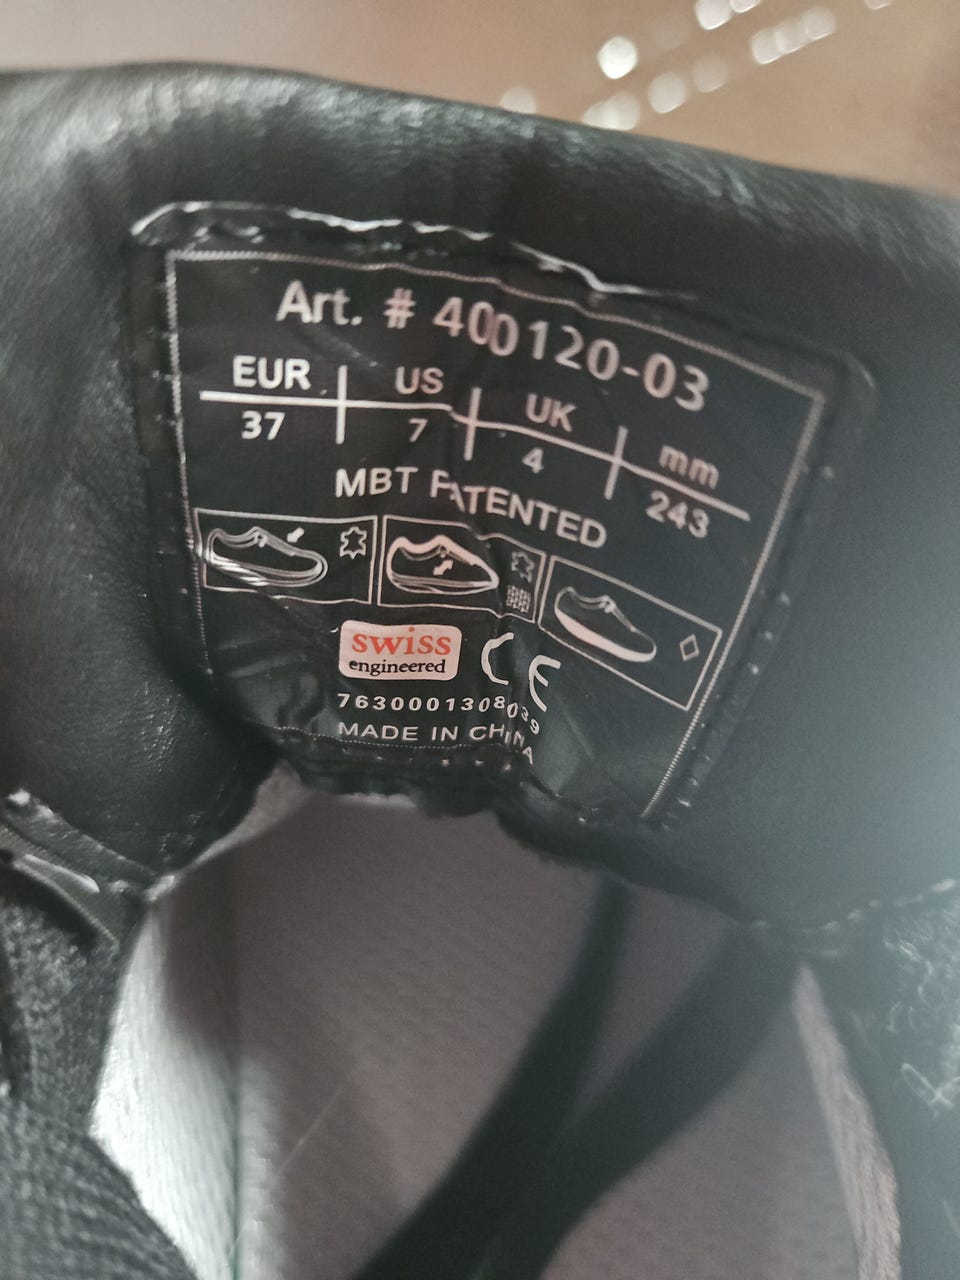 Art. # 400120-03
EUR US UK mm
37 7 4 243
MBT PATENTED
swiss
engineered
CE
7630001308039
MADE IN CHINA